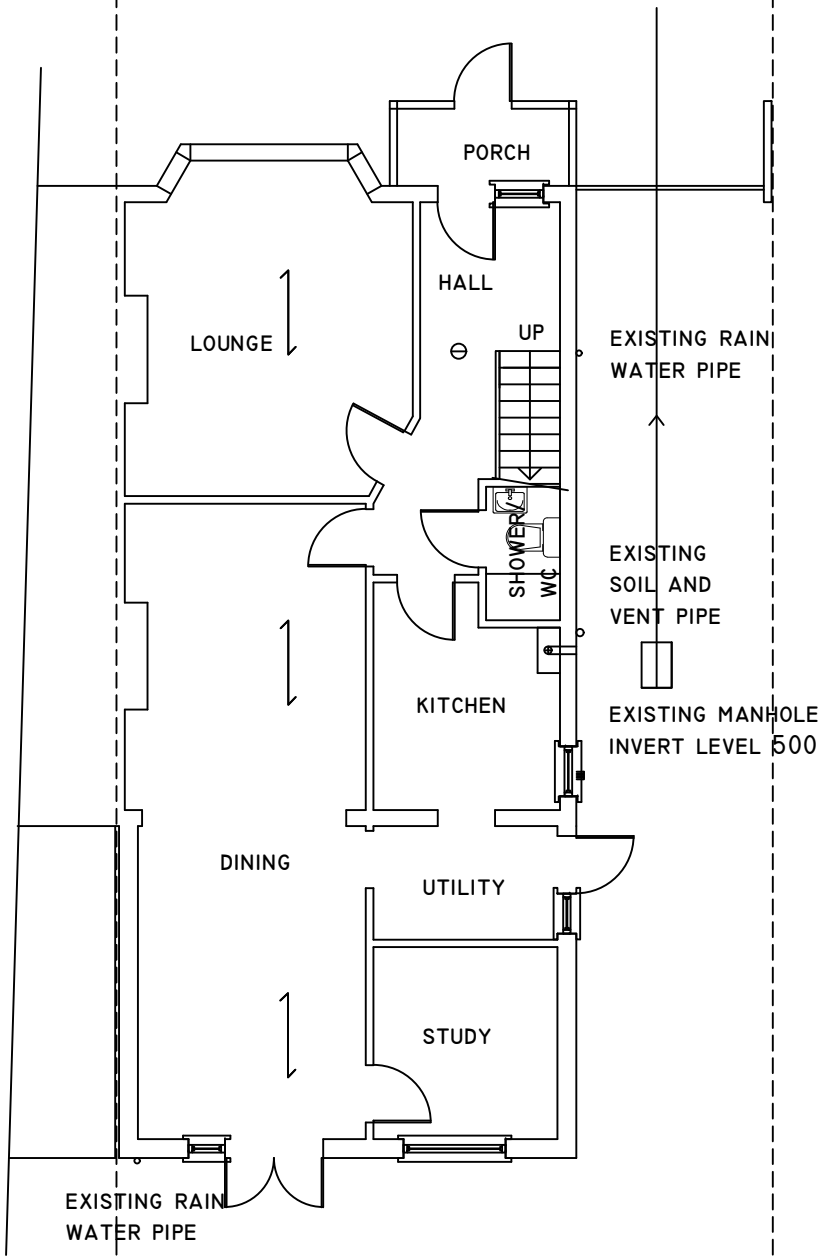 PORCH
HALL
UP
LOUNGE
EXISTING RAIN
WATER PIPE
SHOWER/
WC
EXISTING
SOIL AND
VENT PIPE
KITCHEN
EXISTING MANHOLE
INVERT LEVEL 500
DINING
UTILITY
STUDY
EXISTING RAIN
WATER PIPE